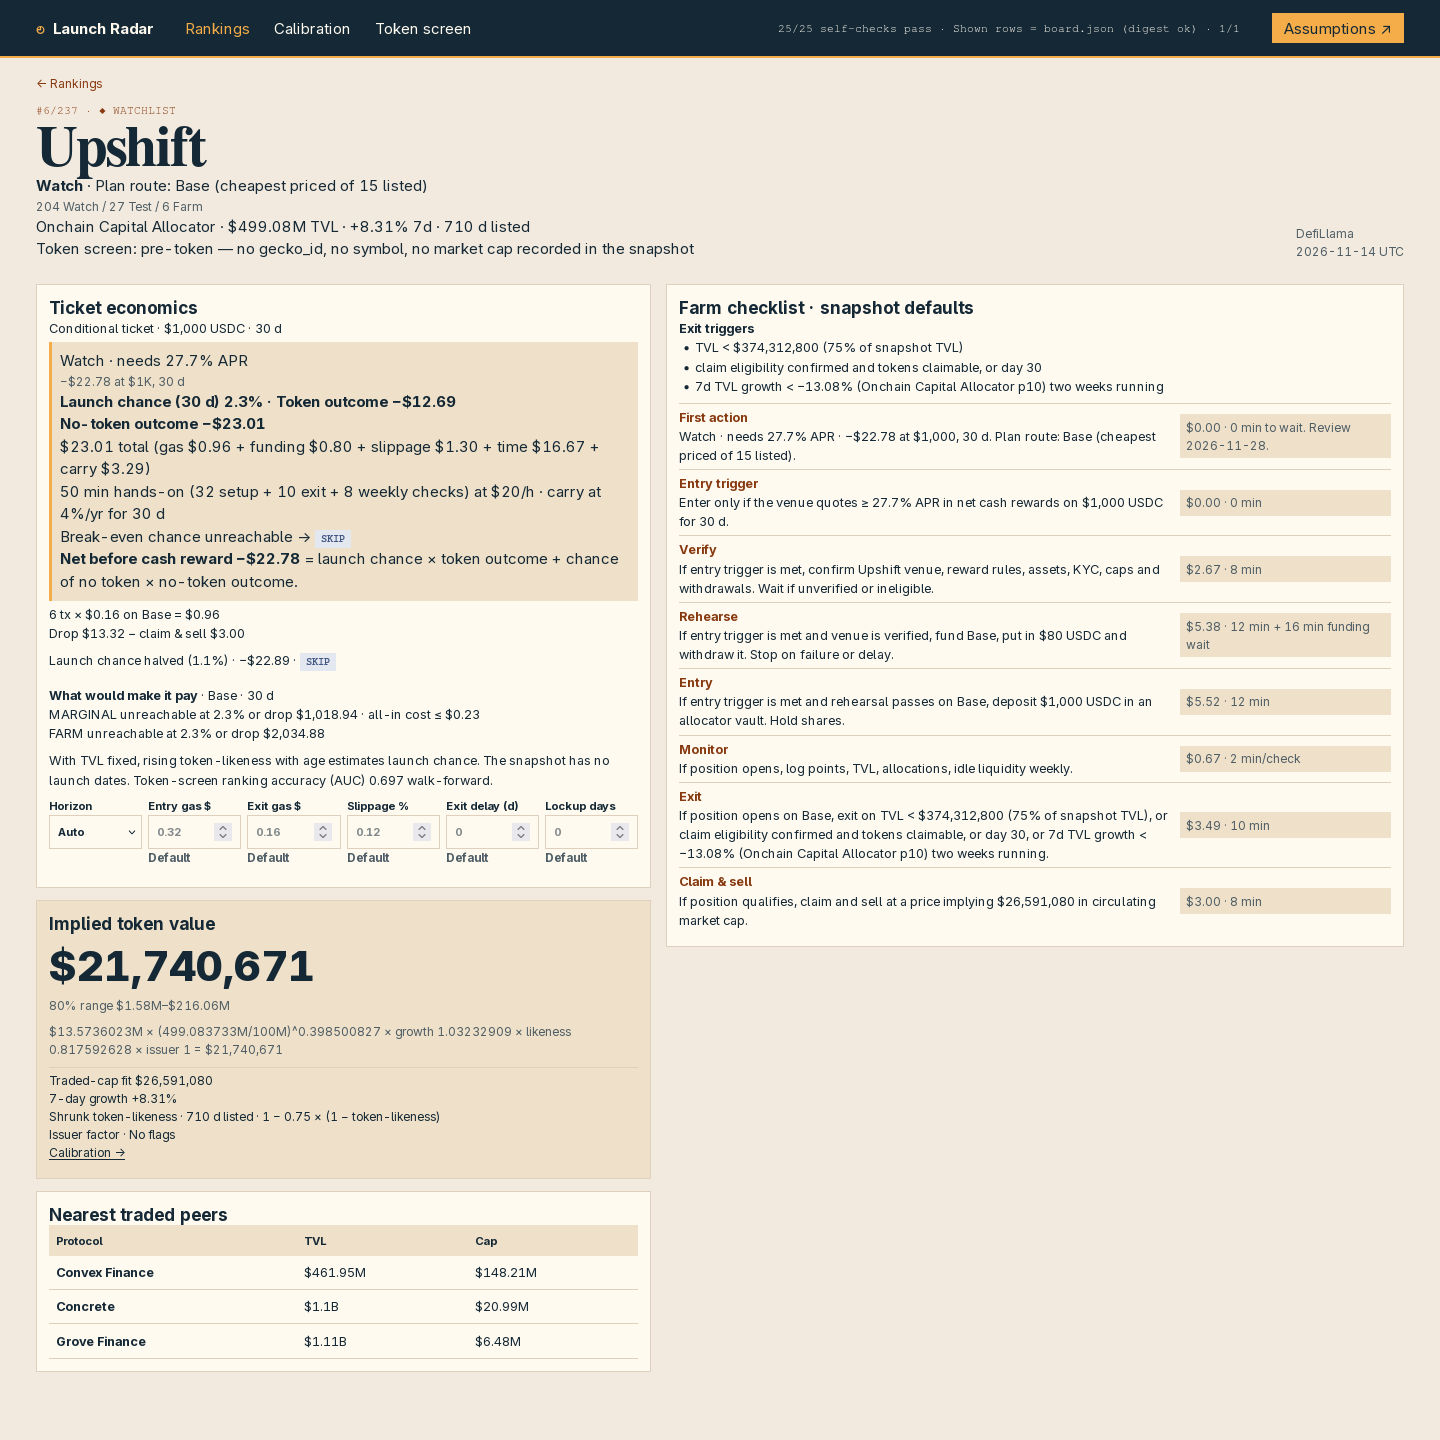 Launch Radar Rankings Calibration Token screen 25/25 self-checks pass · Shown rows = board.json (digest ok) · 1/1 Assumptions ↗
← Rankings
#6/237 · ◆ WATCHLIST
Upshift
Watch · Plan route: Base (cheapest priced of 15 listed)
204 Watch / 27 Test / 6 Farm
Onchain Capital Allocator · $499.08M TVL · +8.31% 7d · 710 d listed
Token screen: pre-token — no gecko_id, no symbol, no market cap recorded in the snapshot
DefiLlama
2026-11-14 UTC
Ticket economics
Conditional ticket · $1,000 USDC · 30 d
Watch · needs 27.7% APR
−$22.78 at $1K, 30 d
Launch chance (30 d) 2.3% · Token outcome −$12.69
No-token outcome −$23.01
$23.01 total (gas $0.96 + funding $0.80 + slippage $1.30 + time $16.67 +
carry $3.29)
50 min hands-on (32 setup + 10 exit + 8 weekly checks) at $20/h · carry at
4%/yr for 30 d
Break-even chance unreachable → SKIP
Net before cash reward −$22.78 = launch chance × token outcome + chance
of no token × no-token outcome.
6 tx × $0.16 on Base = $0.96
Drop $13.32 − claim & sell $3.00
Launch chance halved (1.1%) · −$22.89 · SKIP
What would make it pay · Base · 30 d
MARGINAL unreachable at 2.3% or drop $1,018.94 · all-in cost ≤ $0.23
FARM unreachable at 2.3% or drop $2,034.88
With TVL fixed, rising token-likeness with age estimates launch chance. The snapshot has no
launch dates. Token-screen ranking accuracy (AUC) 0.697 walk-forward.
Horizon Entry gas $ Exit gas $ Slippage % Exit delay (d) Lockup days
Auto 0.32 0.16 0.12 0 0
Default Default Default Default Default
Implied token value
$21,740,671
80% range $1.58M–$216.06M
$13.5736023M × (499.083733M/100M)^0.398500827 × growth 1.03232909 × likeness
0.817592628 × issuer 1 = $21,740,671
Traded-cap fit $26,591,080
7-day growth +8.31%
Shrunk token-likeness · 710 d listed · 1 − 0.75 × (1 − token-likeness)
Issuer factor · No flags
Calibration →
Nearest traded peers
Protocol TVL Cap
Convex Finance $461.95M $148.21M
Concrete $1.1B $20.99M
Grove Finance $1.11B $6.48M
Farm checklist · snapshot defaults
Exit triggers
• TVL < $374,312,800 (75% of snapshot TVL)
• claim eligibility confirmed and tokens claimable, or day 30
• 7d TVL growth < −13.08% (Onchain Capital Allocator p10) two weeks running
First action
Watch · needs 27.7% APR · −$22.78 at $1,000, 30 d. Plan route: Base (cheapest
priced of 15 listed).
$0.00 · 0 min to wait. Review
2026-11-28.
Entry trigger
Enter only if the venue quotes ≥ 27.7% APR in net cash rewards on $1,000 USDC
for 30 d.
$0.00 · 0 min
Verify
If entry trigger is met, confirm Upshift venue, reward rules, assets, KYC, caps and
withdrawals. Wait if unverified or ineligible.
$2.67 · 8 min
Rehearse
If entry trigger is met and venue is verified, fund Base, put in $80 USDC and
withdraw it. Stop on failure or delay.
$5.38 · 12 min + 16 min funding
wait
Entry
If entry trigger is met and rehearsal passes on Base, deposit $1,000 USDC in an
allocator vault. Hold shares.
$5.52 · 12 min
Monitor
If position opens, log points, TVL, allocations, idle liquidity weekly.
$0.67 · 2 min/check
Exit
If position opens on Base, exit on TVL < $374,312,800 (75% of snapshot TVL), or
claim eligibility confirmed and tokens claimable, or day 30, or 7d TVL growth <
−13.08% (Onchain Capital Allocator p10) two weeks running.
$3.49 · 10 min
Claim & sell
If position qualifies, claim and sell at a price implying $26,591,080 in circulating
market cap.
$3.00 · 8 min